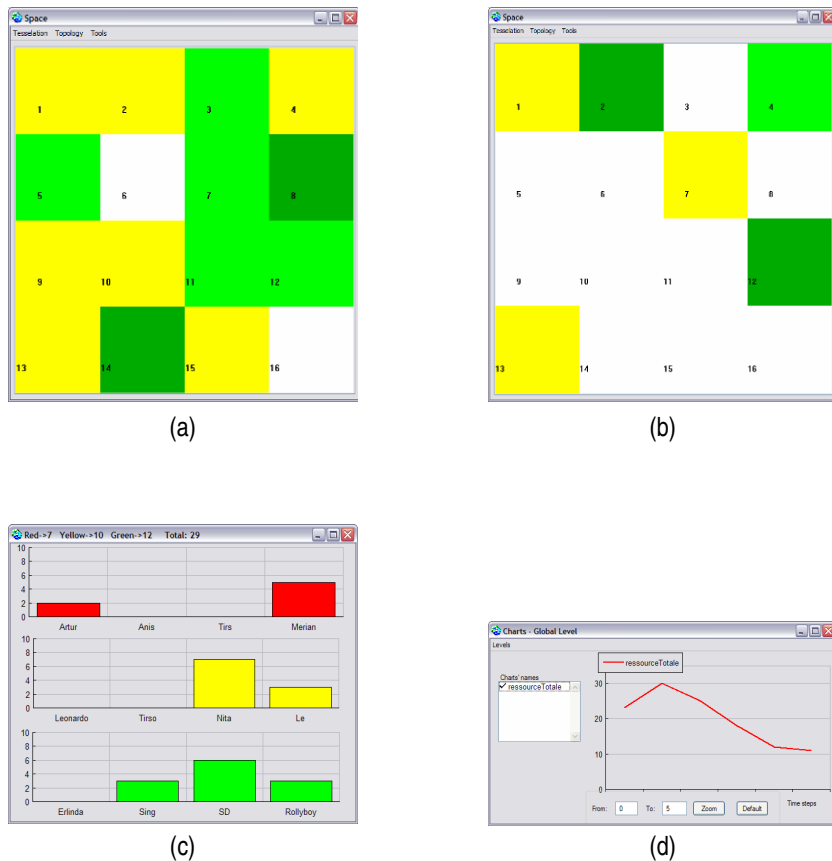 Space
Tesselation Topology Tools
1 2 3 4
5 6 7 8
9 10 11 12
13 14 15 16
(a)
Space
Tesselation Topology Tools
1 2 3 4
5 6 7 8
9 10 11 12
13 14 15 16
(b)
Red->7 Yellow->10 Green->12 Total: 29
10
8
6
4
2
0
Artur Anis Tirs Merian
10
8
6
4
2
0
Leonardo Tirso Nita Le
10
8
6
4
2
0
Erlinda Sing SD Rollyboy
(c)
Charts - Global Level
Levels
ressourceTotale
Charts' names
ressourceTotale
30
20
10
0
From: 0 To: 5 Zoom Default Time steps
(d)